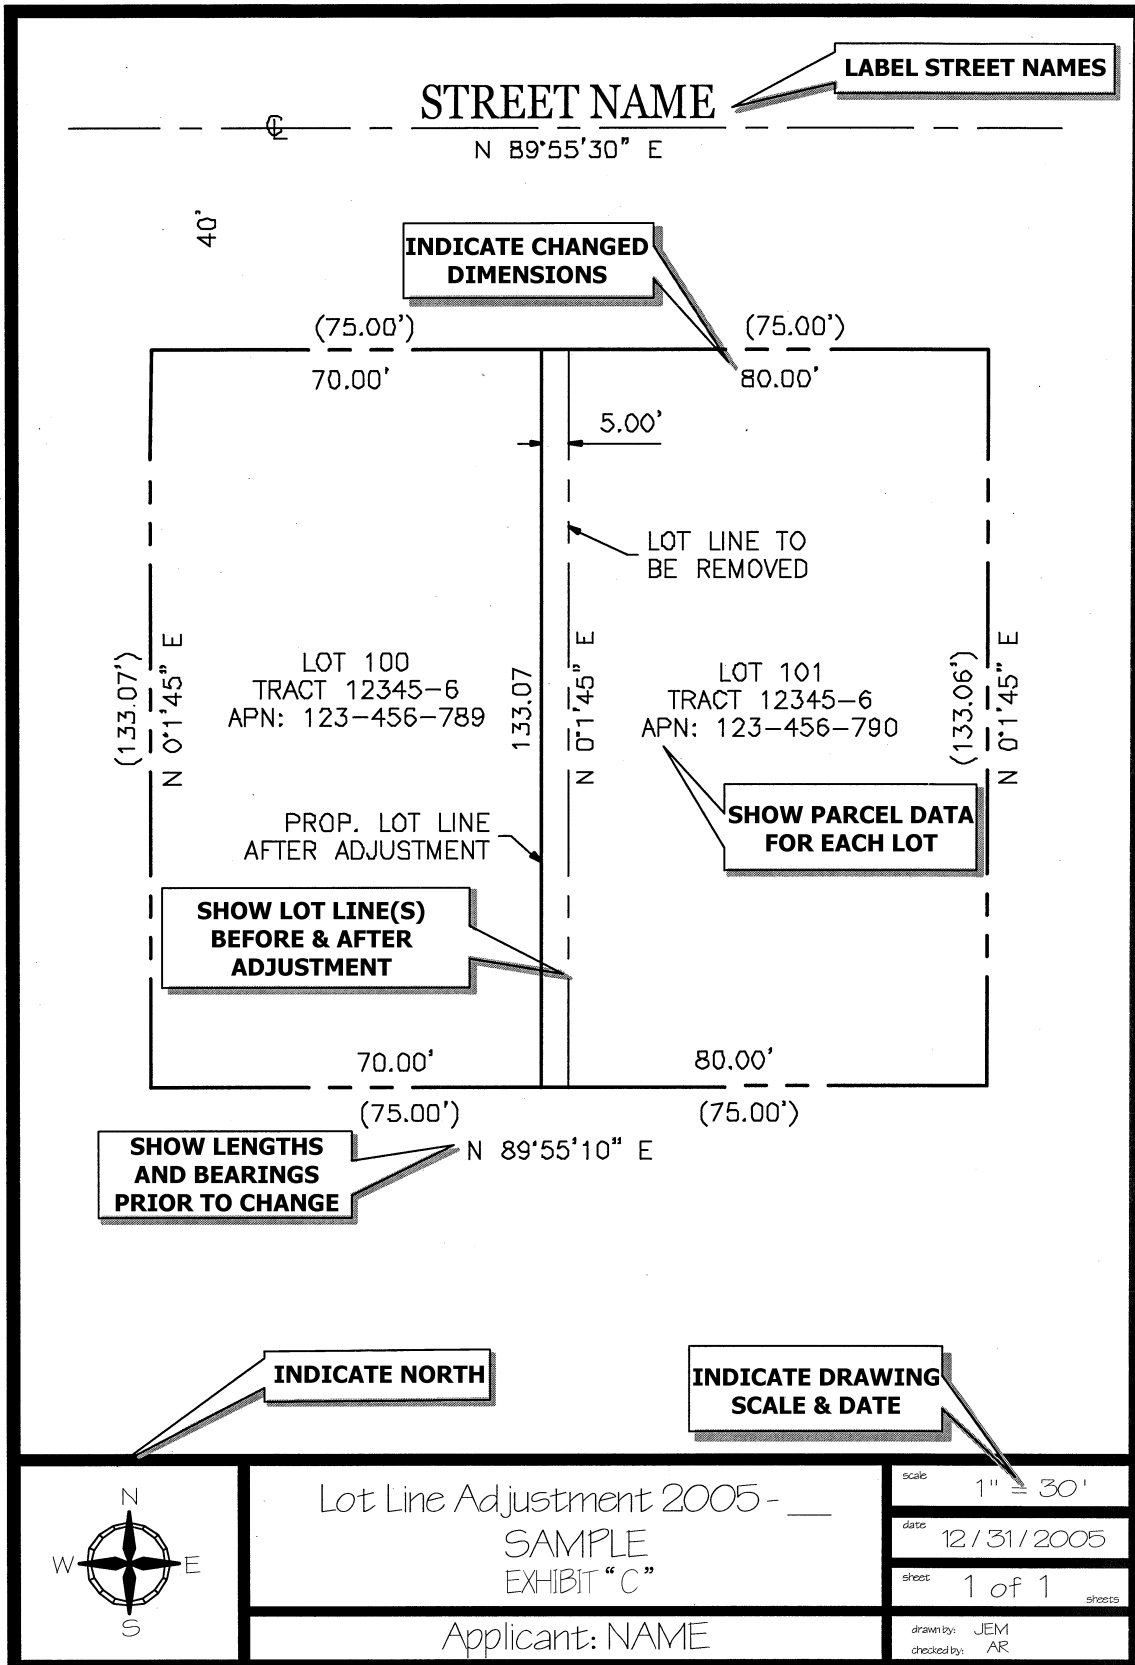 LABEL STREET NAMES
STREET NAME
℄
N 89°55'30" E
40'
INDICATE CHANGED
DIMENSIONS
(75.00') (75.00')
70.00' 80.00'
5.00'
LOT LINE TO
BE REMOVED
(133.07')
N 0°1'45" E
LOT 100
TRACT 12345-6
APN: 123-456-789
133.07
N 0°1'45" E
LOT 101
TRACT 12345-6
APN: 123-456-790
(133.06')
N 0°1'45" E
SHOW PARCEL DATA
FOR EACH LOT
PROP. LOT LINE
AFTER ADJUSTMENT
SHOW LOT LINE(S)
BEFORE & AFTER
ADJUSTMENT
70.00' 80.00'
(75.00') (75.00')
SHOW LENGTHS
AND BEARINGS
PRIOR TO CHANGE
N 89°55'10" E
INDICATE NORTH
INDICATE DRAWING
SCALE & DATE
N
W E
S
Lot Line Adjustment 2005-___
SAMPLE
EXHIBIT "C"
Applicant: NAME
scale 1" = 30'
date 12/31/2005
sheet 1 of 1 sheets
drawn by: JEM
checked by: AR